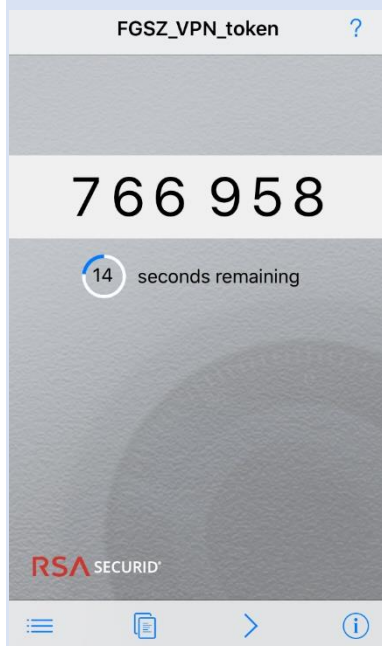 FGSZ_VPN_token ?
766 958
14 seconds remaining
RSA SECURID®